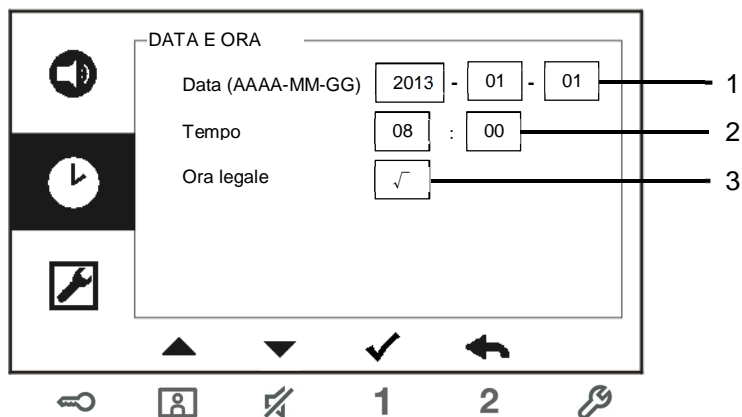 DATA E ORA
Data (AAAA-MM-GG) 2013 - 01 - 01 1
Tempo 08 : 00 2
Ora legale √ 3
1 2